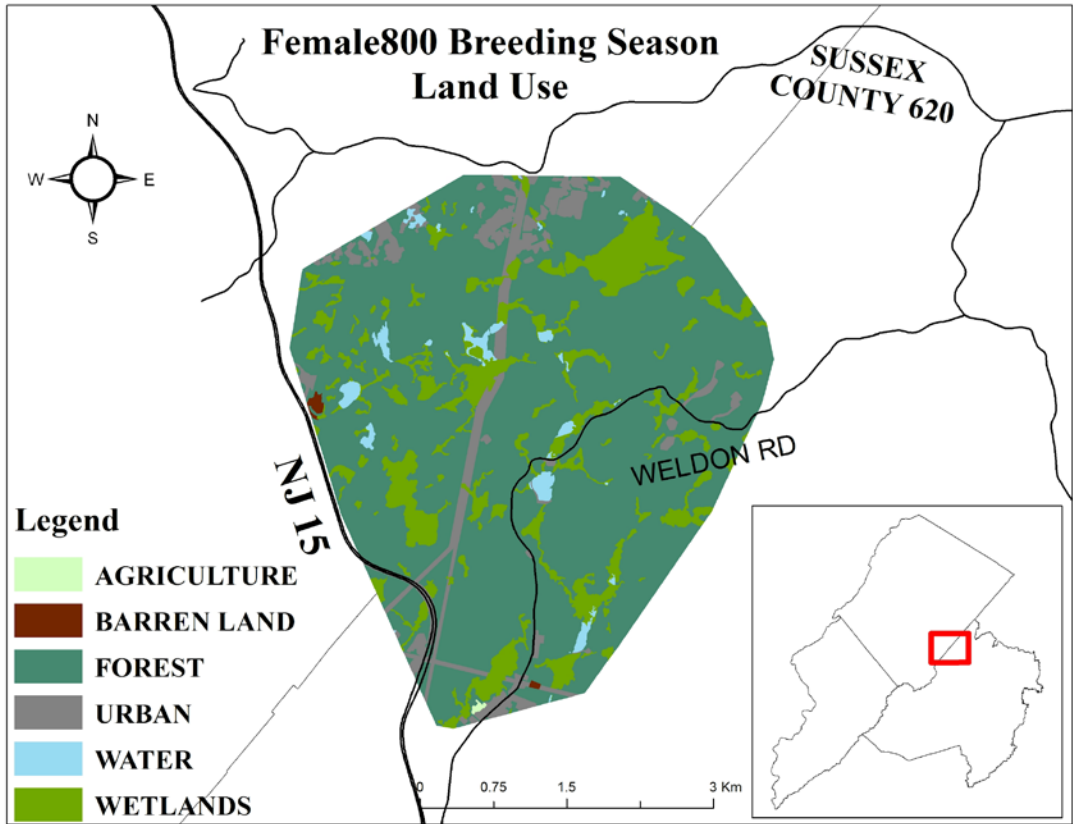 Female800 Breeding Season
Land Use
SUSSEX
COUNTY 620
N
W
E
S
WELDON RD
NJ 15
Legend
AGRICULTURE
BARREN LAND
FOREST
URBAN
WATER
WETLANDS
0 0.75 1.5 3 Km